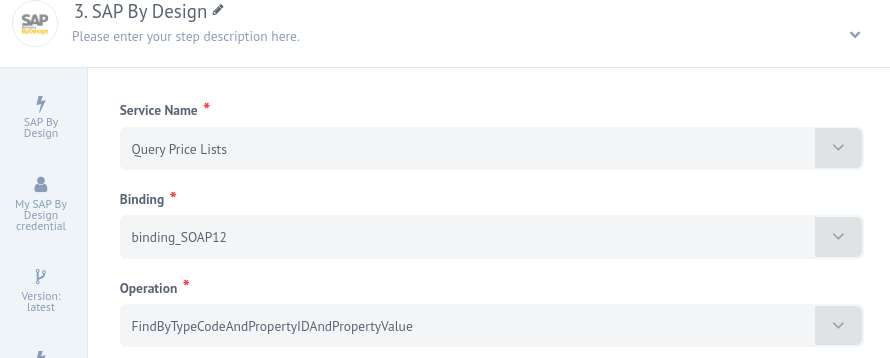 SAP
ByDesign
3. SAP By Design
Please enter your step description here.
SAP By
Design
My SAP By
Design
credential
Version:
latest
Service Name *
Query Price Lists
Binding *
binding_SOAP12
Operation *
FindByTypeCodeAndPropertyIDAndPropertyValue